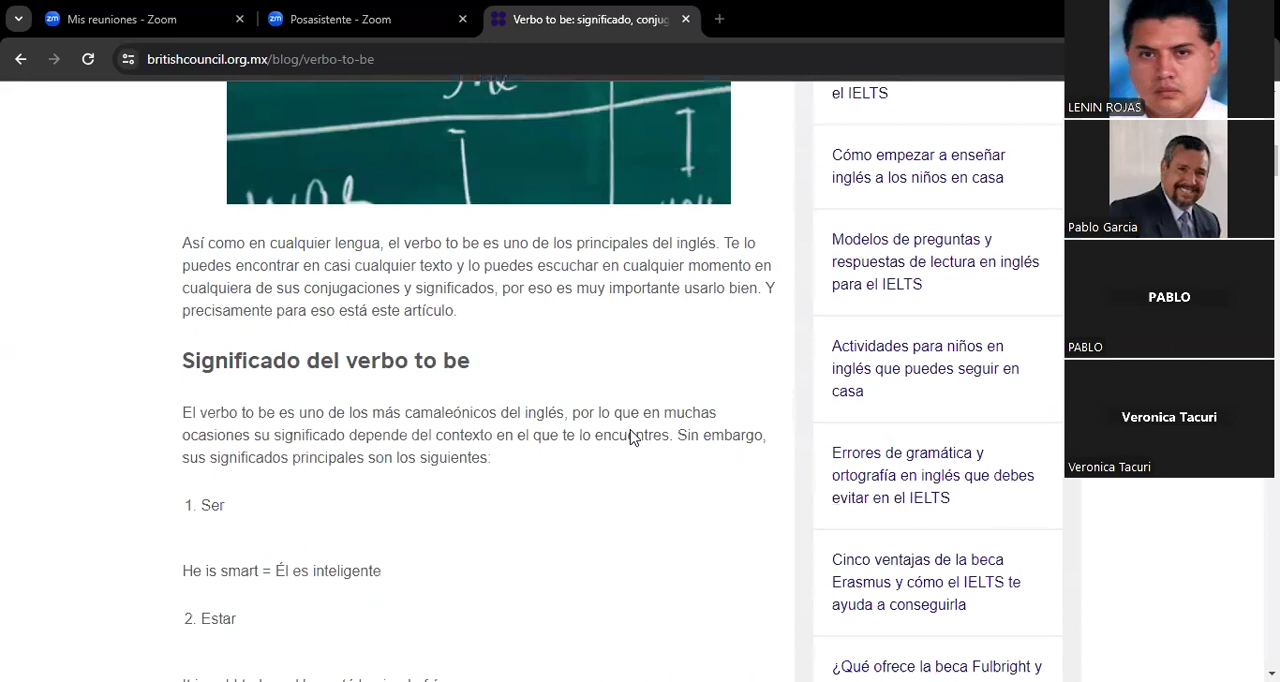 Mis reuniones - Zoom
Posasistente - Zoom
Verbo to be: significado, conjug
britishcouncil.org.mx/blog/verbo-to-be
Así como en cualquier lengua, el verbo to be es uno de los principales del inglés. Te lo
puedes encontrar en casi cualquier texto y lo puedes escuchar en cualquier momento en
cualquiera de sus conjugaciones y significados, por eso es muy importante usarlo bien. Y
precisamente para eso está este artículo.
Significado del verbo to be
El verbo to be es uno de los más camaleónicos del inglés, por lo que en muchas
ocasiones su significado depende del contexto en el que te lo encuentres. Sin embargo,
sus significados principales son los siguientes:
1. Ser
He is smart = Él es inteligente
2. Estar
el IELTS
Cómo empezar a enseñar
inglés a los niños en casa
Modelos de preguntas y
respuestas de lectura en inglés
para el IELTS
Actividades para niños en
inglés que puedes seguir en
casa
Errores de gramática y
ortografía en inglés que debes
evitar en el IELTS
Cinco ventajas de la beca
Erasmus y cómo el IELTS te
ayuda a conseguirla
¿Qué ofrece la beca Fulbright y
LENIN ROJAS
Pablo Garcia
PABLO
PABLO
Veronica Tacuri
Veronica Tacuri